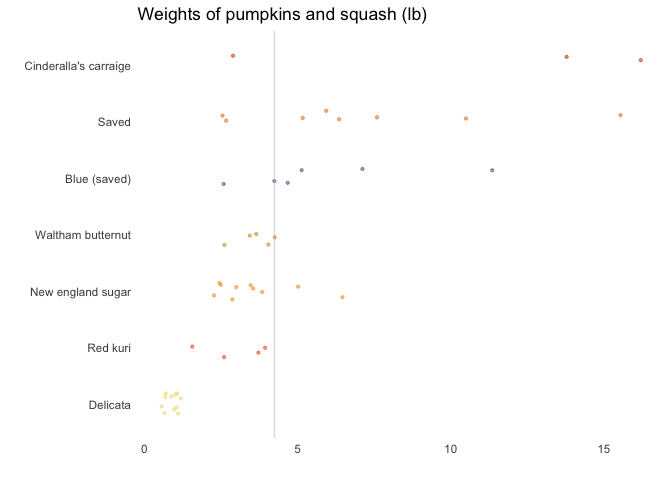 Weights of pumpkins and squash (lb)
Cinderalla's carraige
Saved
Blue (saved)
Waltham butternut
New england sugar
Red kuri
Delicata
0 5 10 15